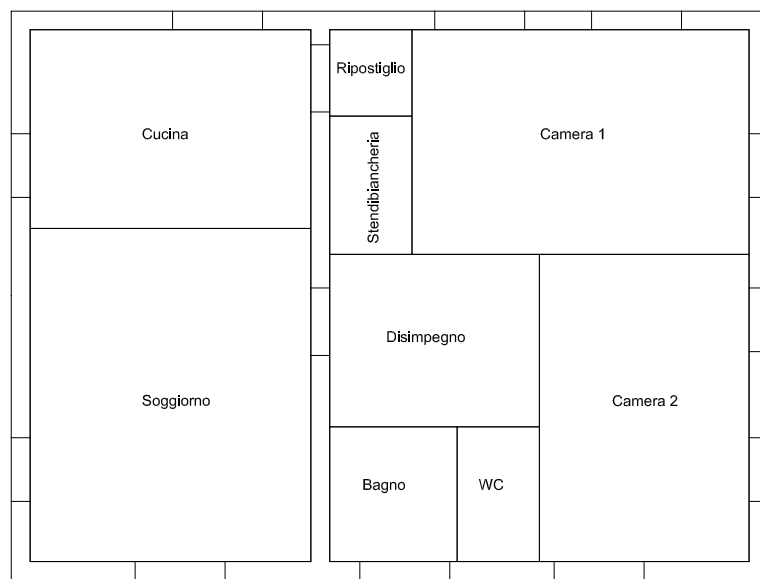 Ripostiglio
Cucina
Camera 1
Stendibiancheria
Disimpegno
Soggiorno
Camera 2
Bagno
WC